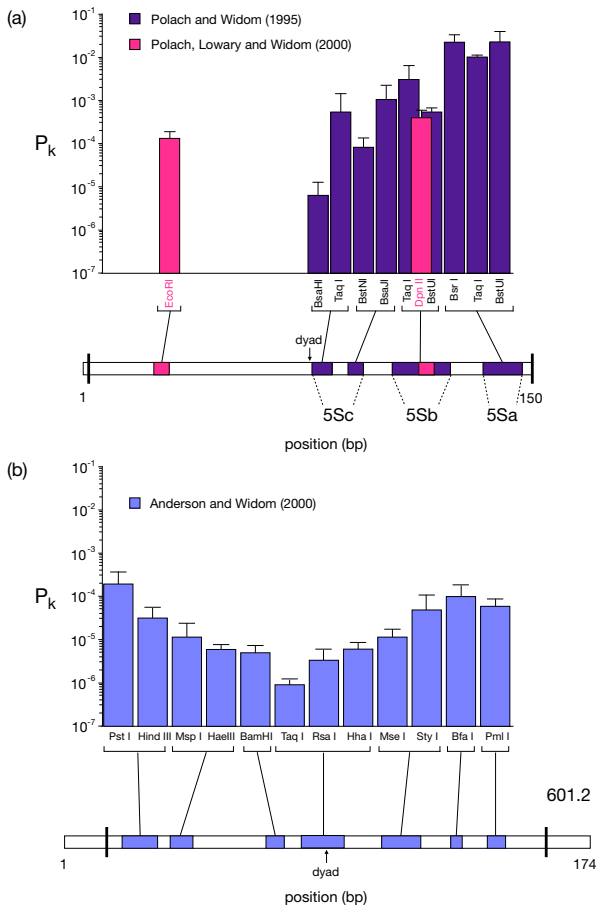 (a)
Polach and Widom (1995)
Polach, Lowary and Widom (2000)
10-1
10-2
10-3
Pk
10-4
10-5
10-6
10-7
EcoRI
BsaHI
Taq I
BstNI
BsaJI
Taq I
Dpn II
BstUI
Bsr I
Taq I
BstUI
dyad
1
150
5Sc
5Sb
5Sa
position (bp)
(b)
10-1
Anderson and Widom (2000)
10-2
10-3
Pk
10-4
10-5
10-6
10-7
Pst I Hind III Msp I HaeIII BamHI Taq I Rsa I Hha I Mse I Sty I Bfa I Pml I
601.2
1
174
dyad
position (bp)